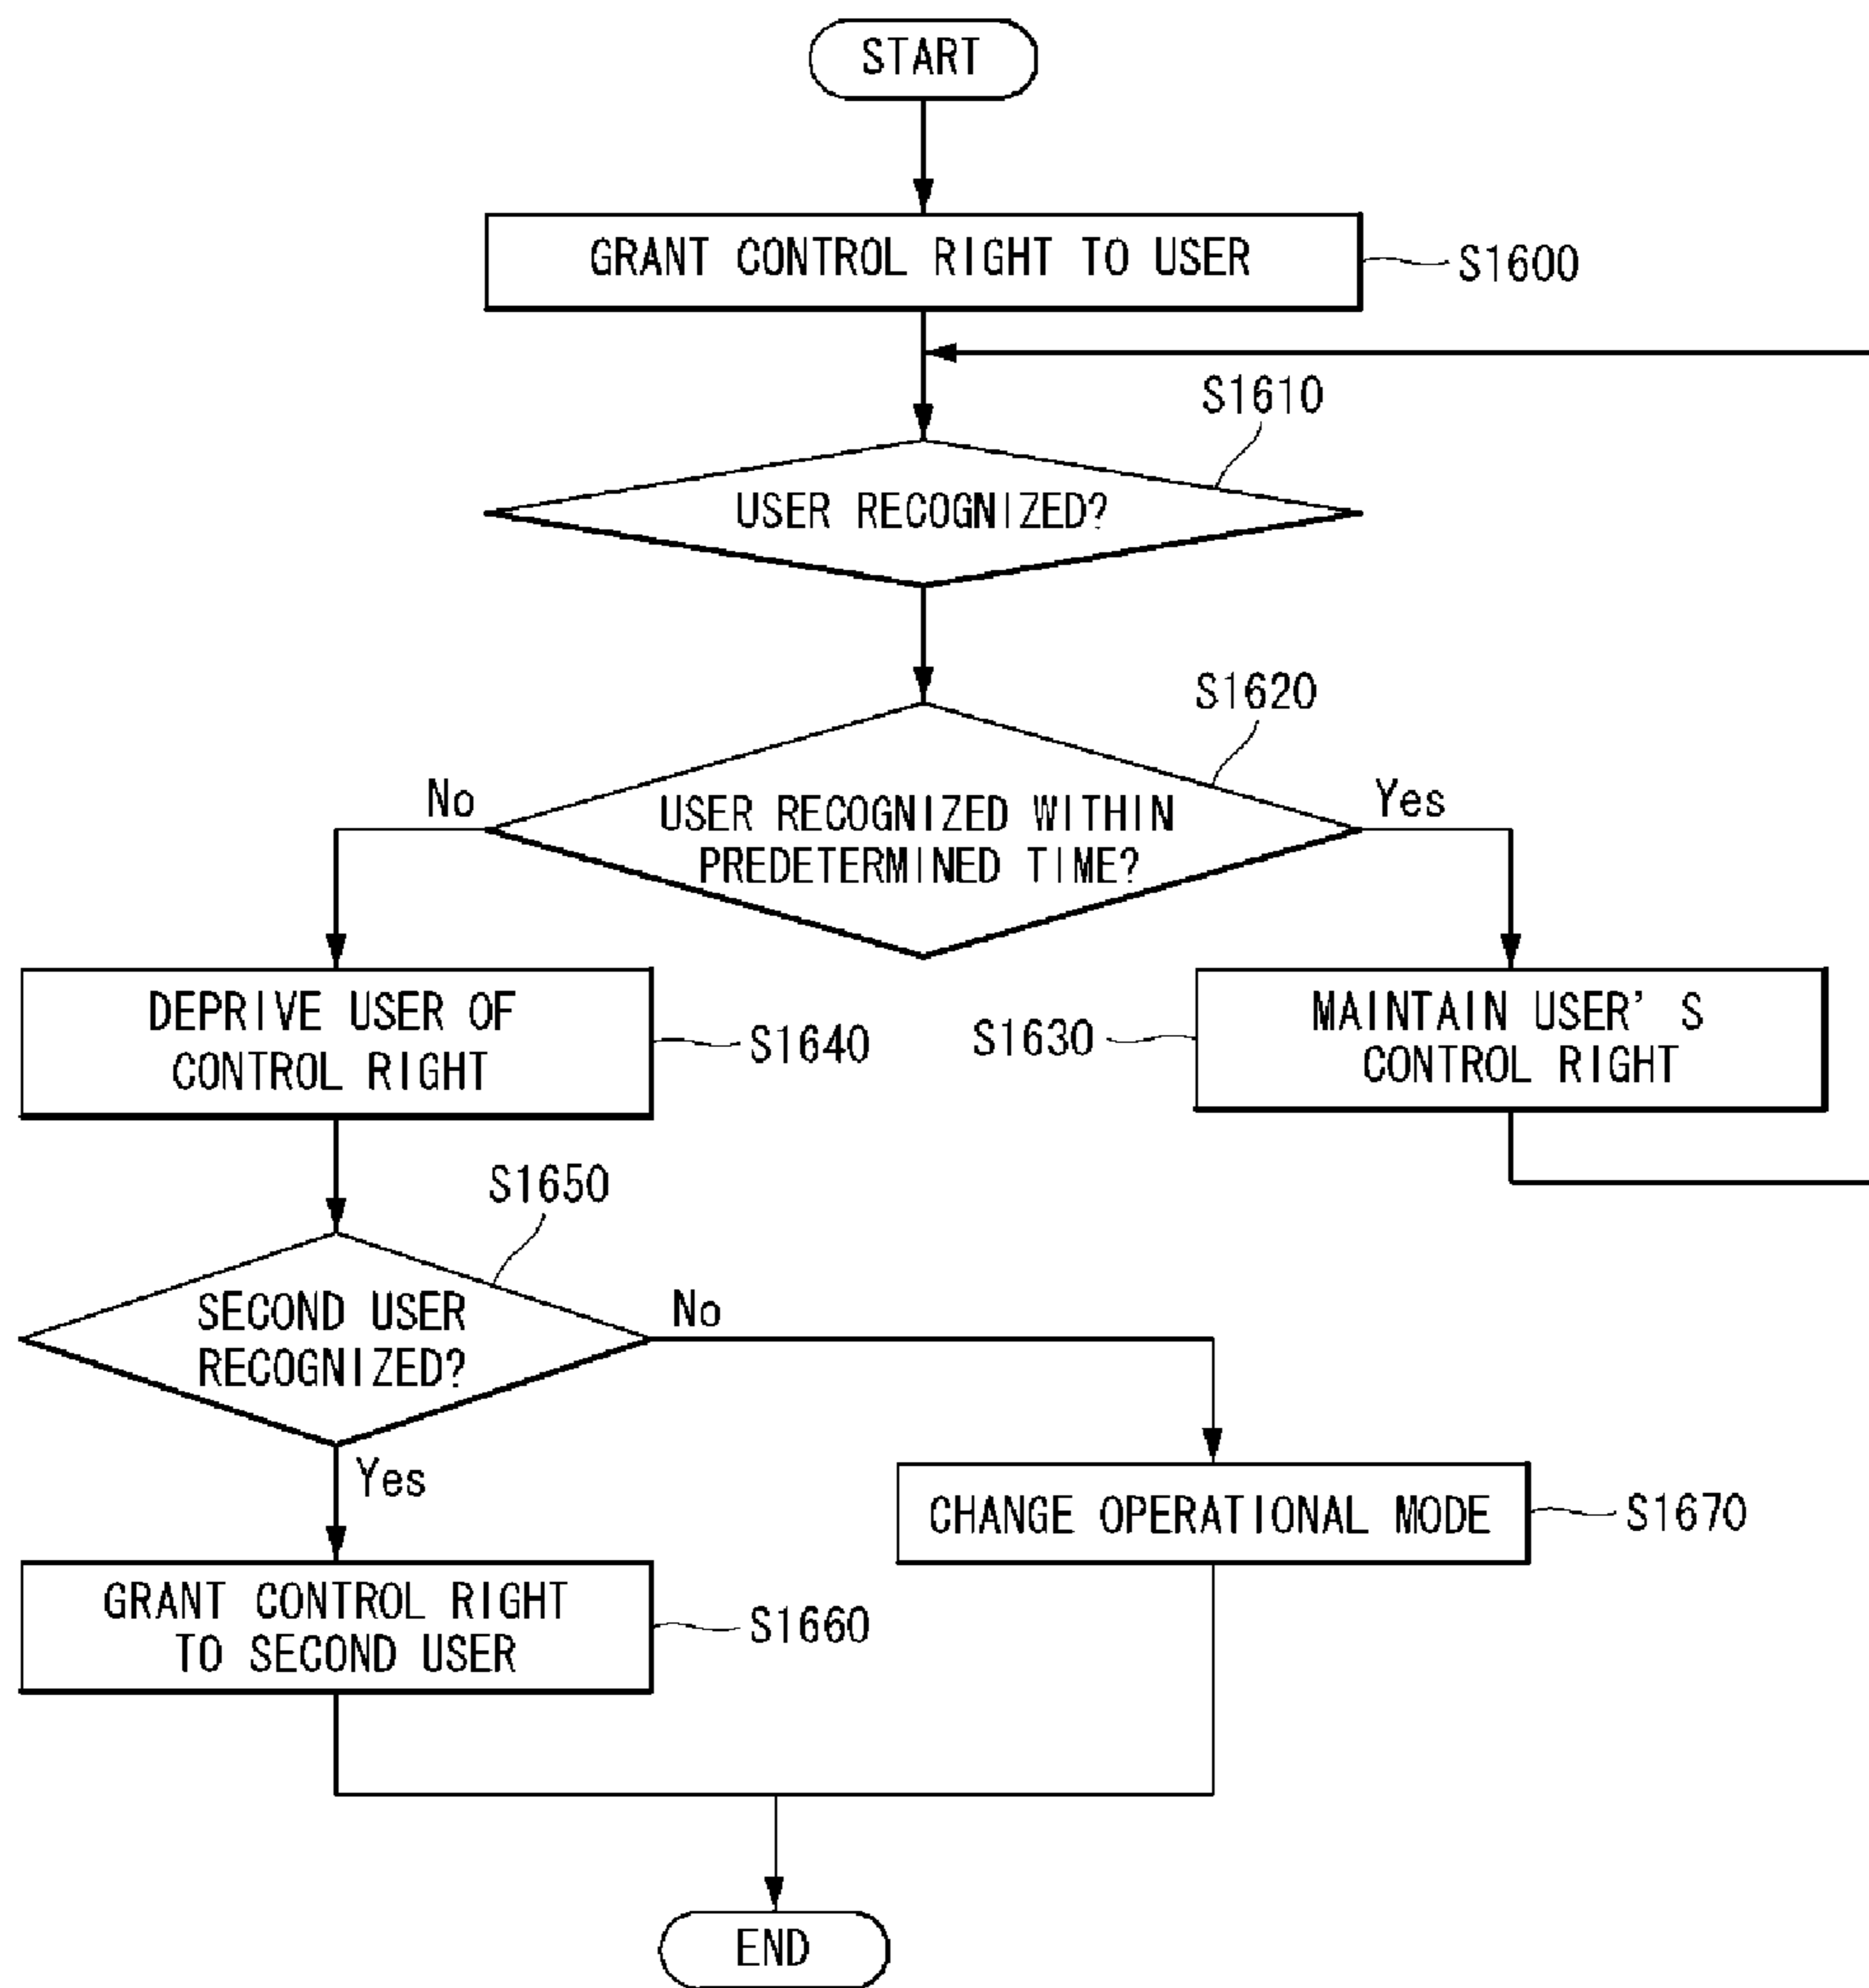 START
GRANT CONTROL RIGHT TO USER
S1600
S1610
USER RECOGNIZED?
S1620
No
USER RECOGNIZED WITHIN
PREDETERMINED TIME?
Yes
DEPRIVE USER OF
CONTROL RIGHT
S1640
S1630
MAINTAIN USER' S
CONTROL RIGHT
S1650
SECOND USER
RECOGNIZED?
No
Yes
CHANGE OPERATIONAL MODE
S1670
GRANT CONTROL RIGHT
TO SECOND USER
S1660
END